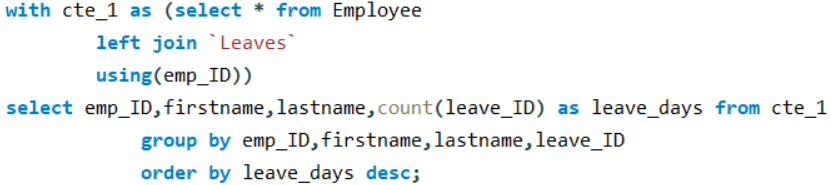 with cte_1 as (select * from Employee
left join `Leaves`
using(emp_ID))
select emp_ID,firstname,lastname,count(leave_ID) as leave_days from cte_1
group by emp_ID,firstname,lastname,leave_ID
order by leave_days desc;